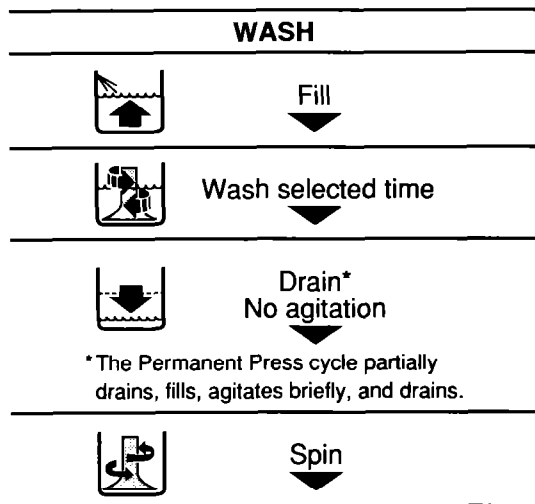 WASH
Fill
Wash selected time
Drain*
No agitation
* The Permanent Press cycle partially
drains, fills, agitates briefly, and drains.
Spin